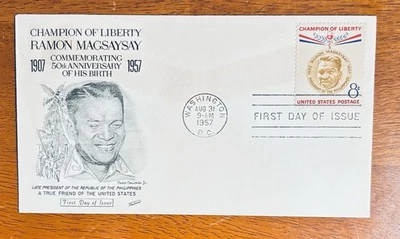 CHAMPION OF LIBERTY
RAMON MAGSAYSAY
1907 COMMEMORATING 1957
50th ANNIVERSARY
OF HIS BIRTH
LATE PRESIDENT OF THE REPUBLIC OF THE PHILIPPINES
A TRUE FRIEND OF THE UNITED STATES
First Day of Issue
WASHINGTON
AUG 31
9-AM
1957
D.C.
CHAMPION OF LIBERTY
8¢
UNITED STATES POSTAGE
FIRST DAY OF ISSUE